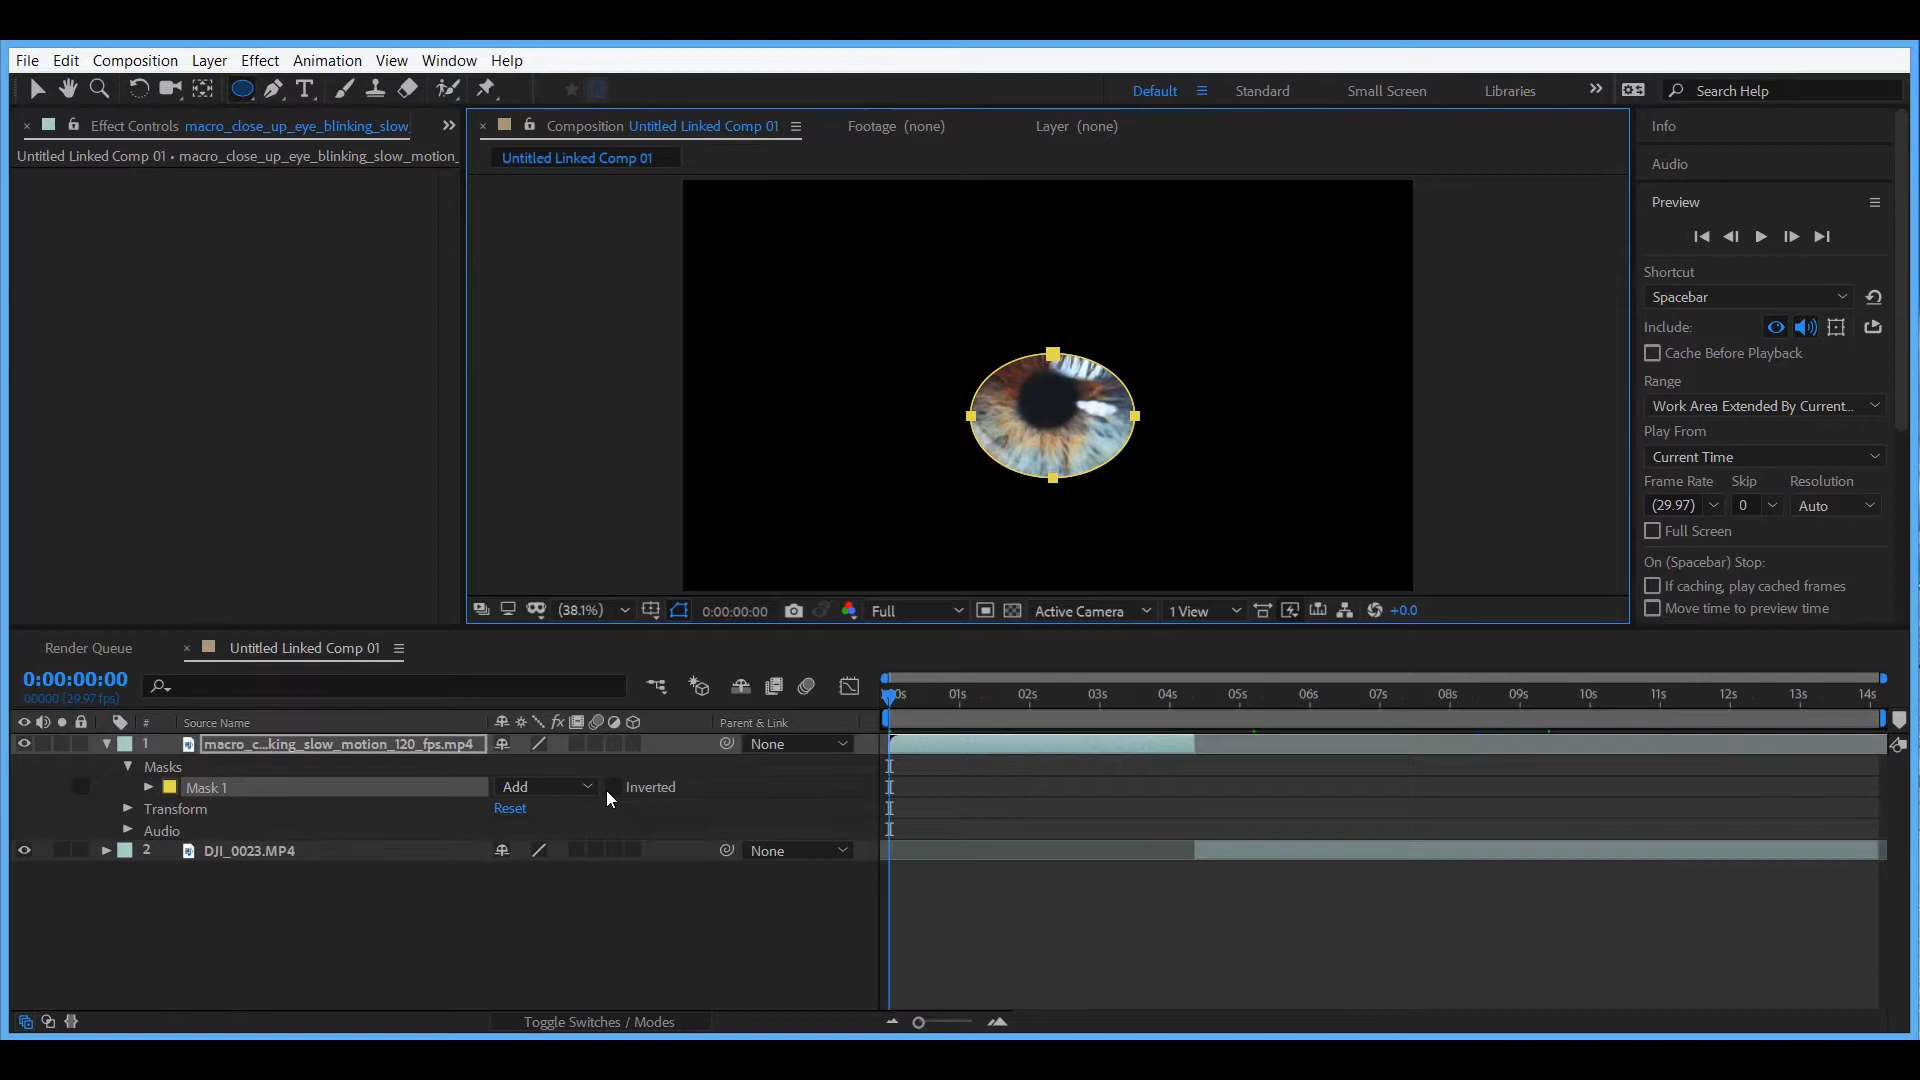 File Edit Composition Layer Effect Animation View Window Help
Default Standard Small Screen Libraries Search Help
Effect Controls macro_close_up_eye_blinking_slow
Composition Untitled Linked Comp 01 Footage (none) Layer (none)
Info
Untitled Linked Comp 01 • macro_close_up_eye_blinking_slow_motion_
Untitled Linked Comp 01
Audio
Preview
Shortcut
Spacebar
Include:
Cache Before Playback
Range
Work Area Extended By Current...
Play From
Current Time
Frame Rate Skip Resolution
(29.97) 0 Auto
Full Screen
On (Spacebar) Stop:
If caching, play cached frames
Move time to preview time
(38.1%) 0:00:00:00 Full Active Camera 1 View +0.0
Render Queue Untitled Linked Comp 01
0:00:00:00
00000 (29.97 fps)
01s 02s 03s 04s 05s 06s 07s 08s 09s 10s 11s 12s 13s 14s
# Source Name fx Parent & Link
1 macro_c...king_slow_motion_120_fps.mp4 None
Masks
Mask 1 Add Inverted
Transform Reset
Audio
2 DJI_0023.MP4 None
Toggle Switches / Modes